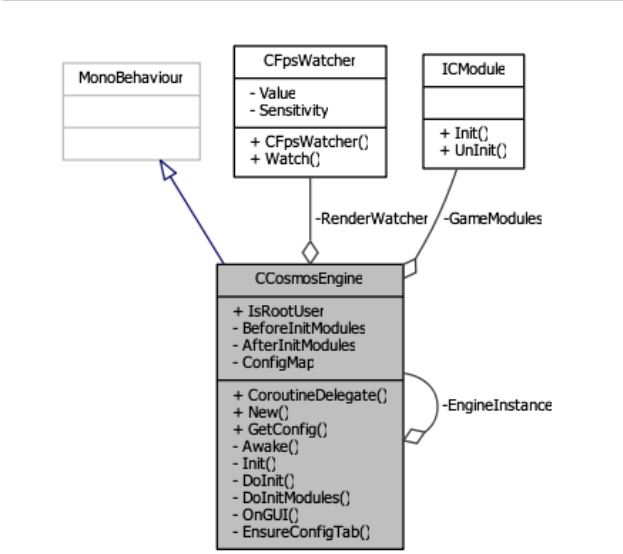 MonoBehaviour
CFpsWatcher
- Value
- Sensitivity
+ CFpsWatcher()
+ Watch()
ICModule
+ Init()
+ UnInit()
-RenderWatcher
-GameModules
CCosmosEngine
+ IsRootUser
- BeforeInitModules
- AfterInitModules
- ConfigMap
+ CoroutineDelegate()
+ New()
+ GetConfig()
- Awake()
- Init()
- DoInit()
- DoInitModules()
- OnGUI()
- EnsureConfigTab()
-EngineInstance